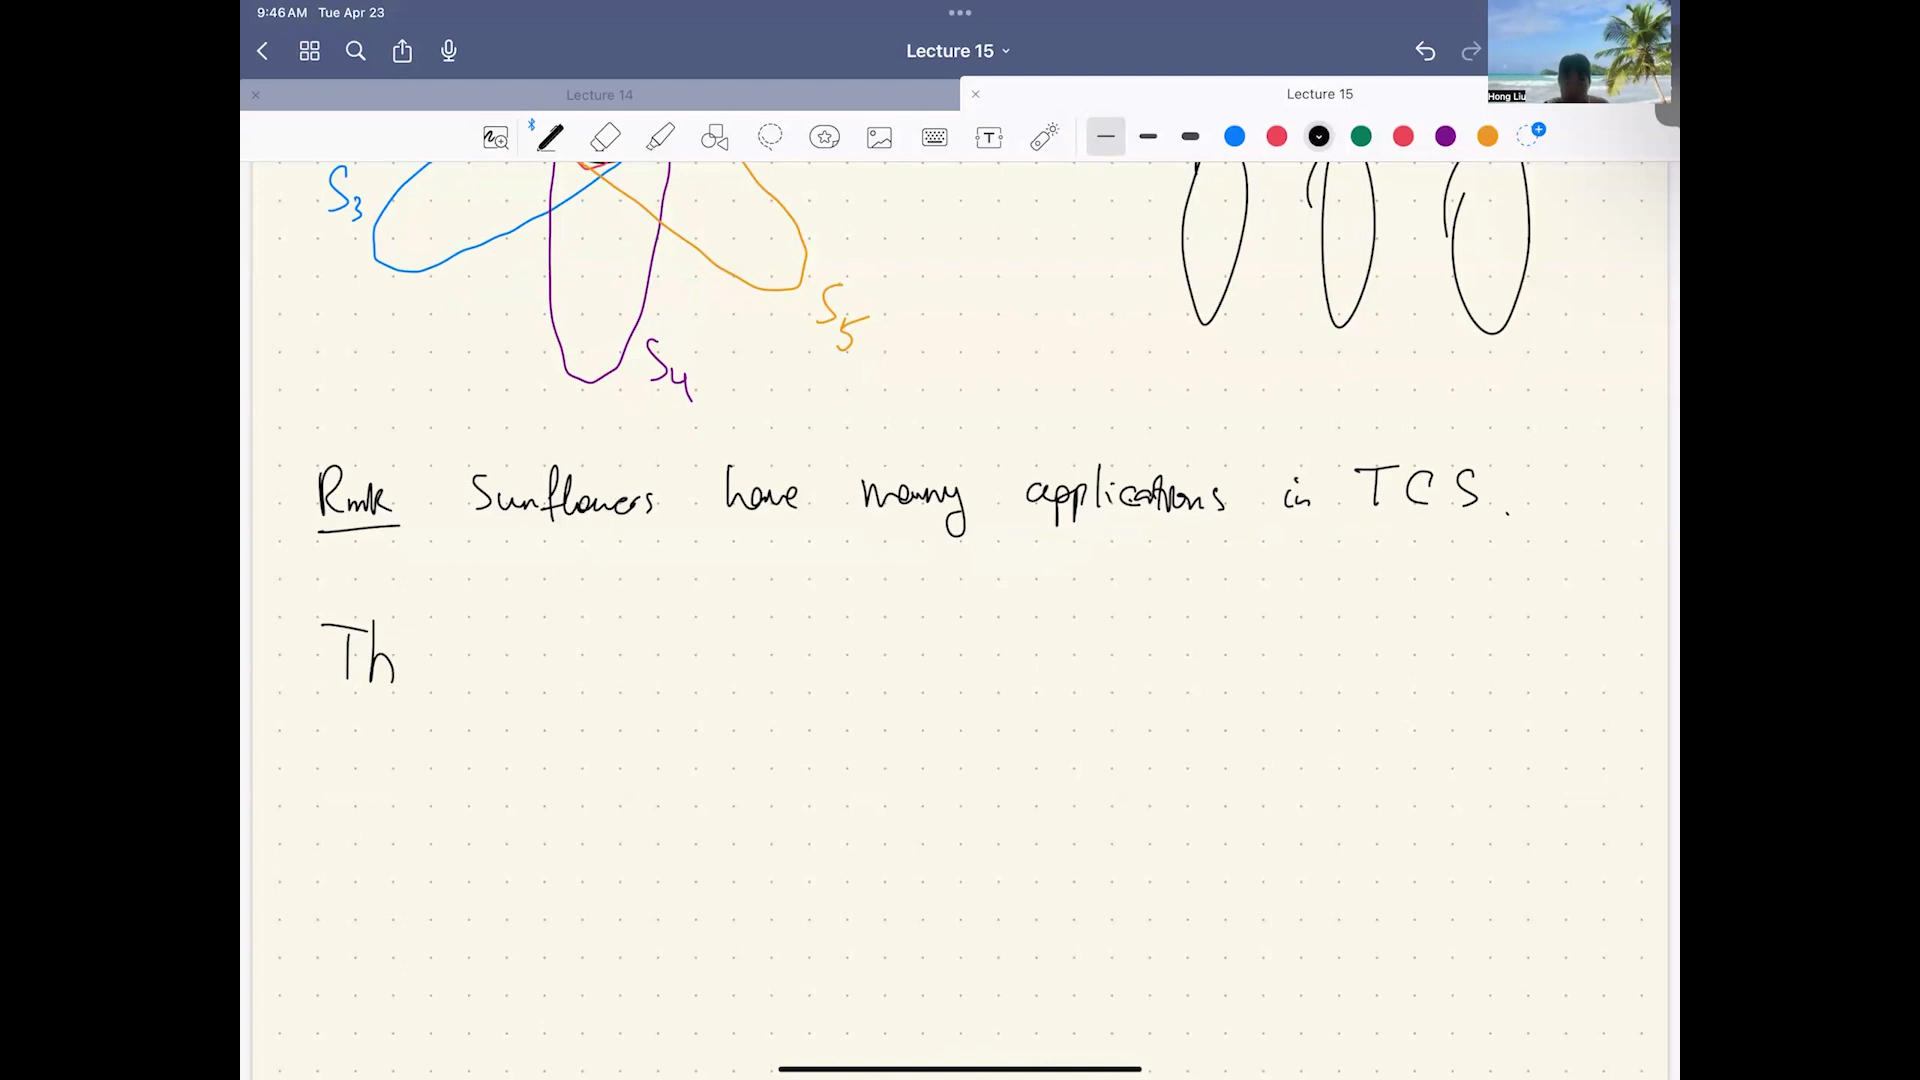 9:46 AM Tue Apr 23
Lecture 15
Lecture 14
Lecture 15
Hong Liu
S3
S5
S4
Rmk Sunflowers have many applications in TCS.
Th